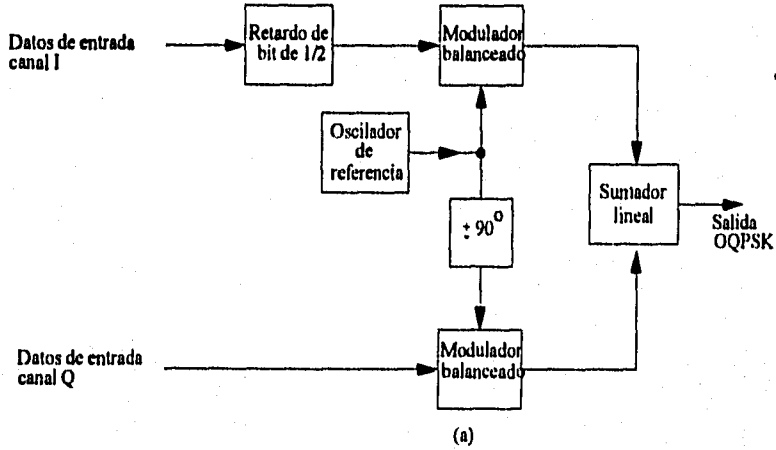 Datos de entrada
canal I
Retardo de
bit de 1/2
Modulador
balanceado
Oscilador
de
referencia
± 90°
Sumador
lineal
Salida
OQPSK
Datos de entrada
canal Q
Modulador
balanceado
(a)